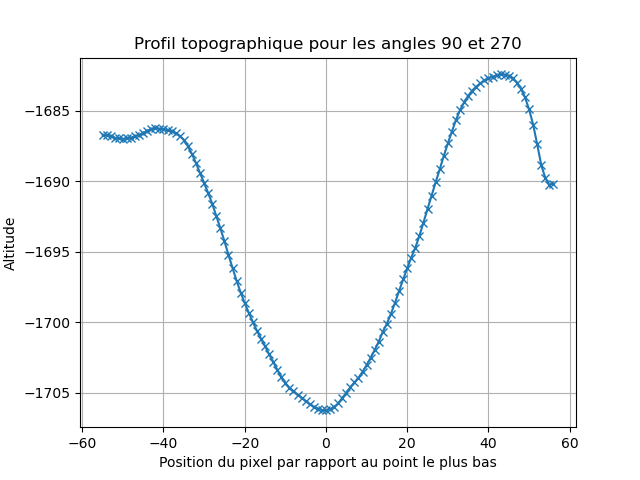 Profil topographique pour les angles 90 et 270
Altitude
−1685
−1690
−1695
−1700
−1705
−60 −40 −20 0 20 40 60
Position du pixel par rapport au point le plus bas